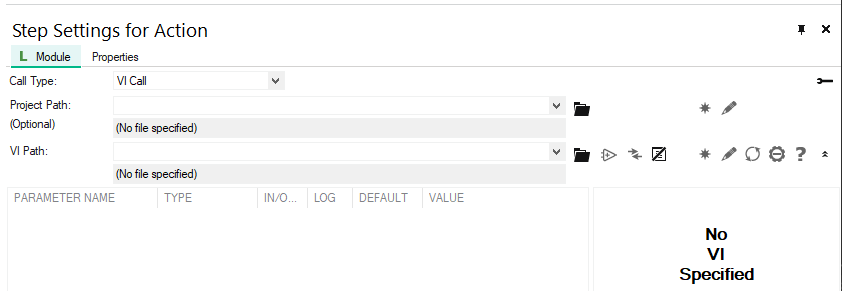 Step Settings for Action
L Module Properties
Call Type: VI Call
Project Path:
(Optional) (No file specified)
VI Path:
(No file specified)
PARAMETER NAME TYPE IN/O... LOG DEFAULT VALUE
No
VI
Specified